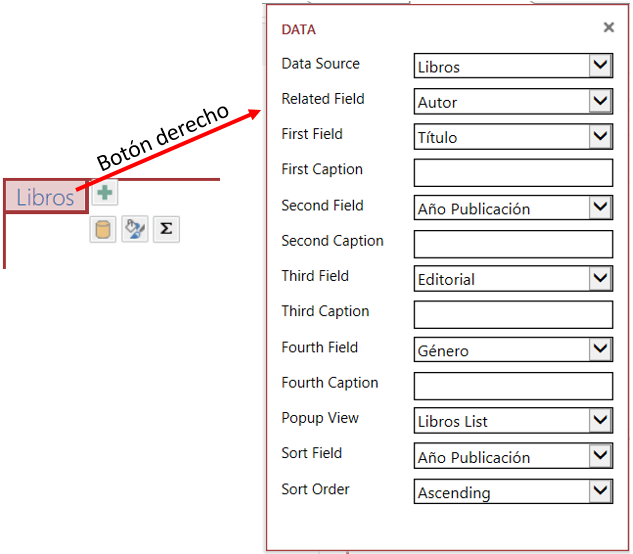 Botón derecho
Libros
Σ
DATA
Data Source Libros
Related Field Autor
First Field Título
First Caption
Second Field Año Publicación
Second Caption
Third Field Editorial
Third Caption
Fourth Field Género
Fourth Caption
Popup View Libros List
Sort Field Año Publicación
Sort Order Ascending